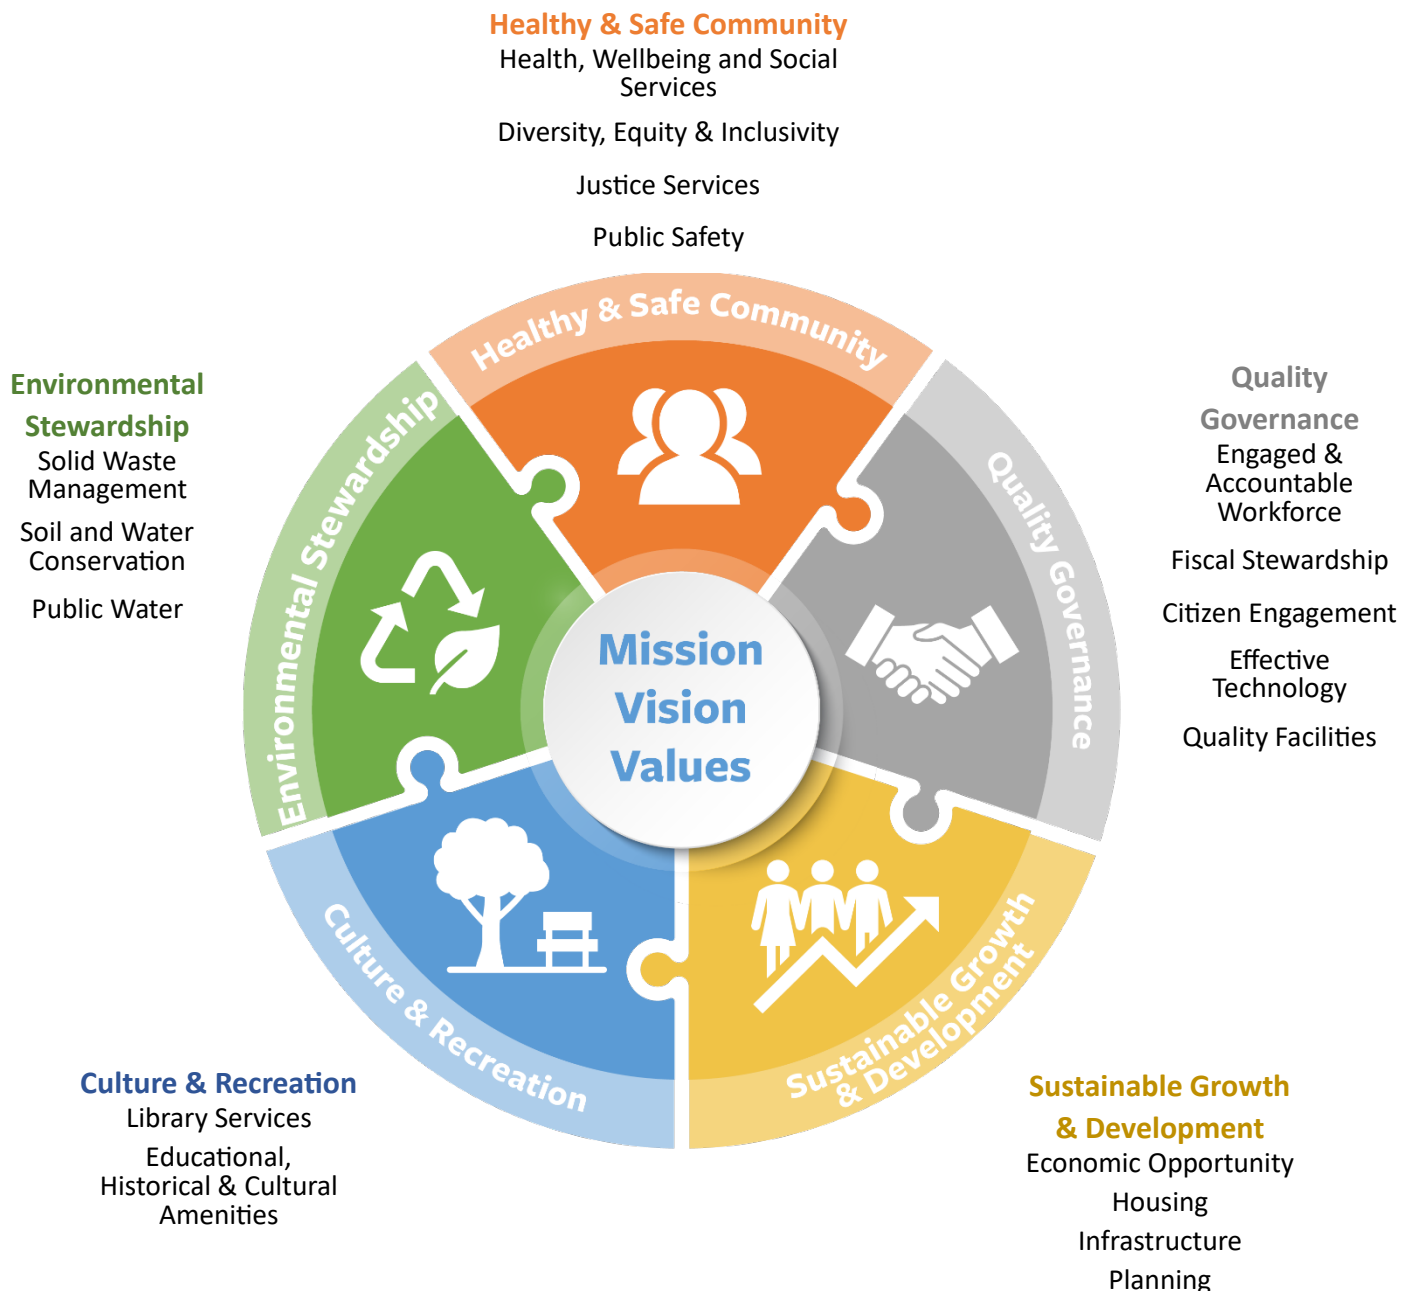 Healthy & Safe Community
Health, Wellbeing and Social
Services
Diversity, Equity & Inclusivity
Justice Services
Public Safety
Healthy & Safe Community
Environmental
Stewardship
Solid Waste
Management
Soil and Water
Conservation
Public Water
Environmental Stewardship
Quality
Governance
Engaged &
Accountable
Workforce
Fiscal Stewardship
Citizen Engagement
Effective
Technology
Quality Facilities
Quality Governance
Mission
Vision
Values
Culture & Recreation
Sustainable Growth
& Development
Culture & Recreation
Library Services
Educational,
Historical & Cultural
Amenities
Sustainable Growth
& Development
Economic Opportunity
Housing
Infrastructure
Planning